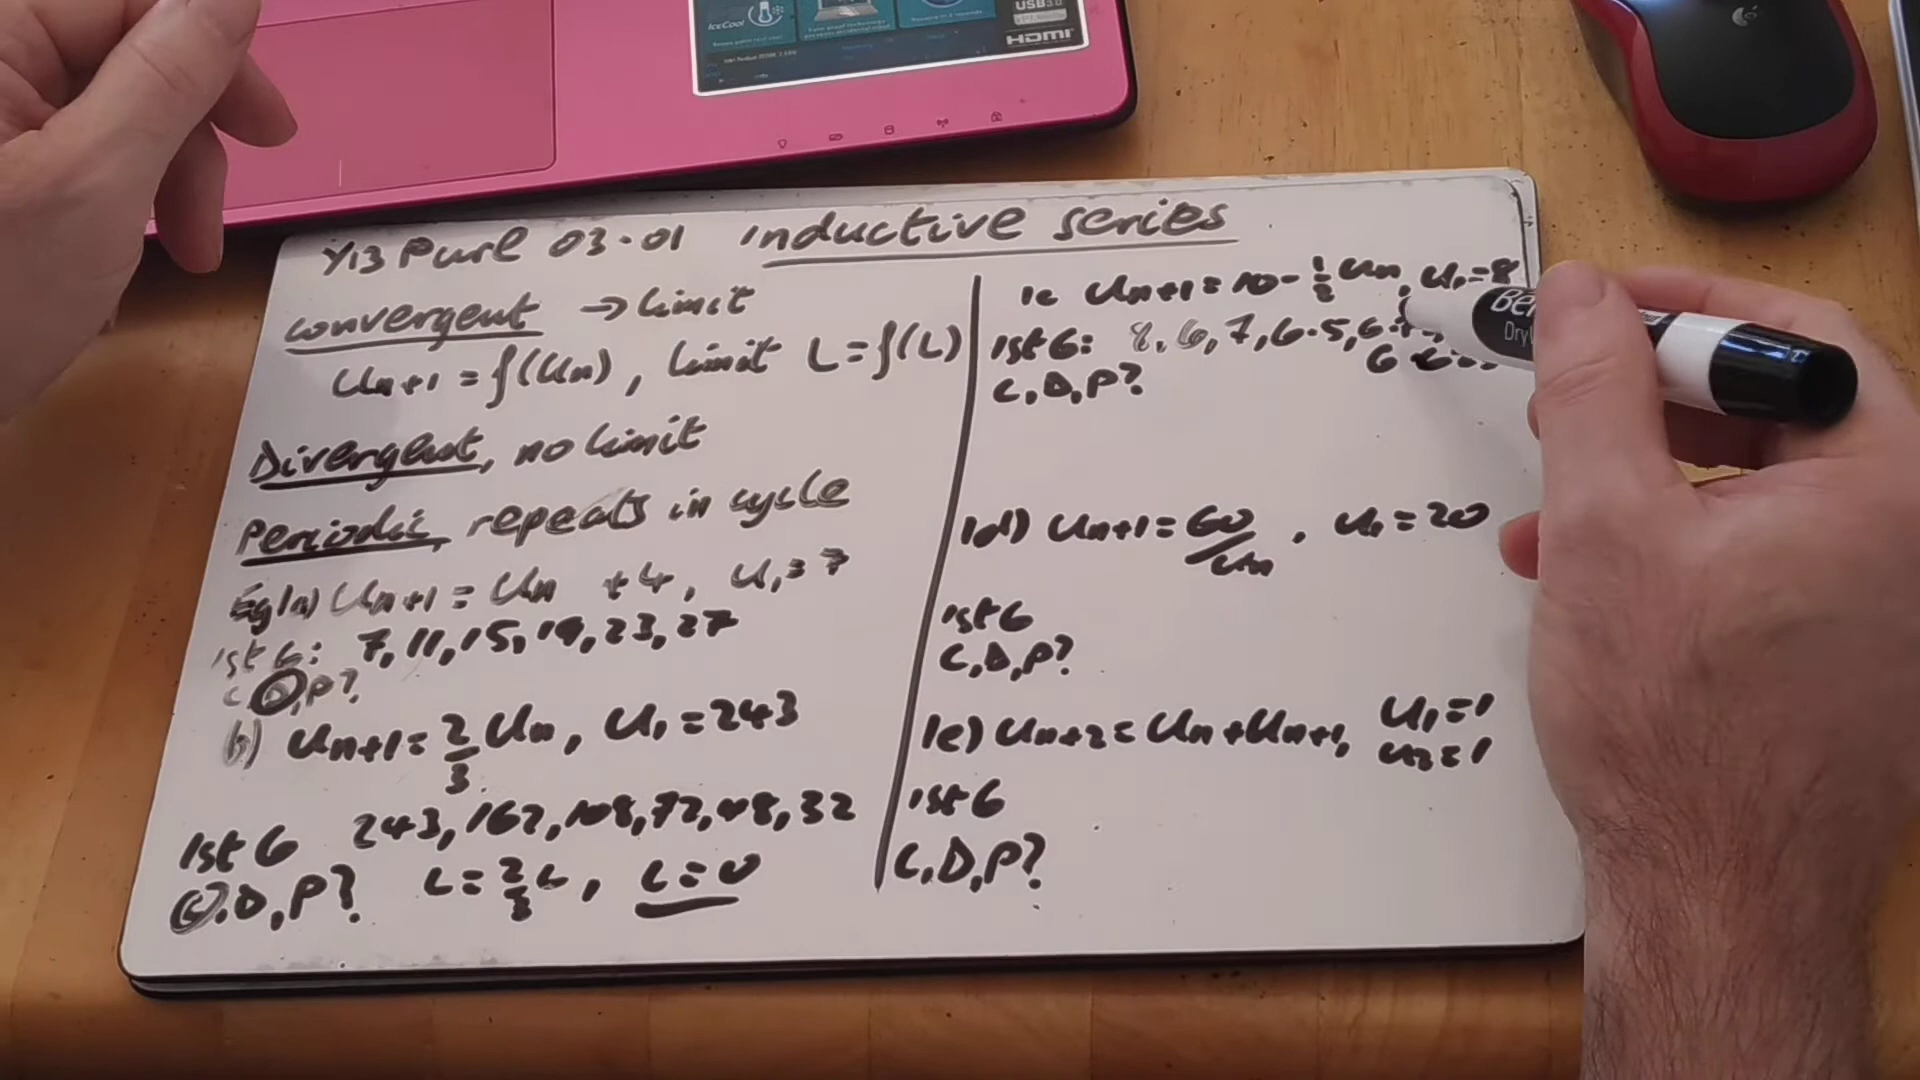 IceCool
USB3.0
HDMI
Y13 Pure 03.01 Inductive series
convergent → limit
Un+1 = f(Un), limit L = f(L)
Divergent, no limit
Periodic, repeats in cycle
Eg 1a) Un+1 = Un + 4, U1 = 7
1st 6: 7, 11, 15, 19, 23, 27
C, D, P?
b) Un+1 = 2/3 Un, U1 = 243
1st 6 243, 162, 108, 72, 48, 32
C, D, P? L = 2/3 L, L = 0
1c Un+1 = 10 - 1/2 Un, U1 = 8
1st 6: 8, 6, 7, 6.5,
C, D, P?
1d) Un+1 = 60/Un, U1 = 20
1st 6
C, D, P?
1e) Un+2 = Un + Un+1, U1 = 1
U2 = 1
1st 6
C, D, P?